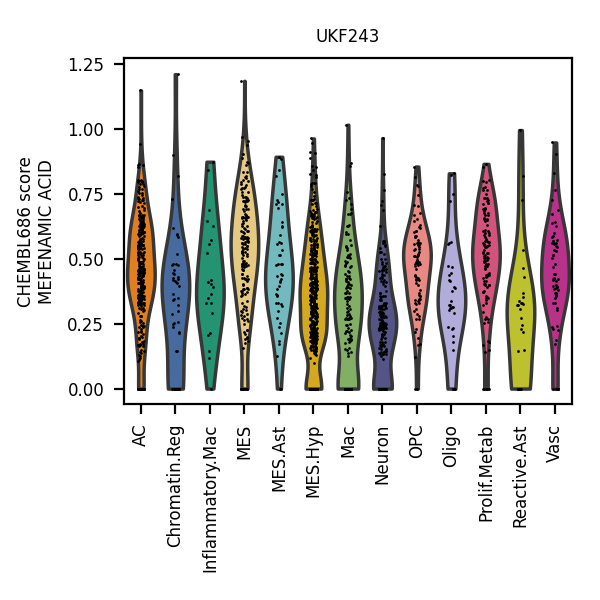 UKF243
CHEMBL686 score
MEFENAMIC ACID
1.25
1.00
0.75
0.50
0.25
0.00
AC
Chromatin.Reg
Inflammatory.Mac
MES
MES.Ast
MES.Hyp
Mac
Neuron
OPC
Oligo
Prolif.Metab
Reactive.Ast
Vasc